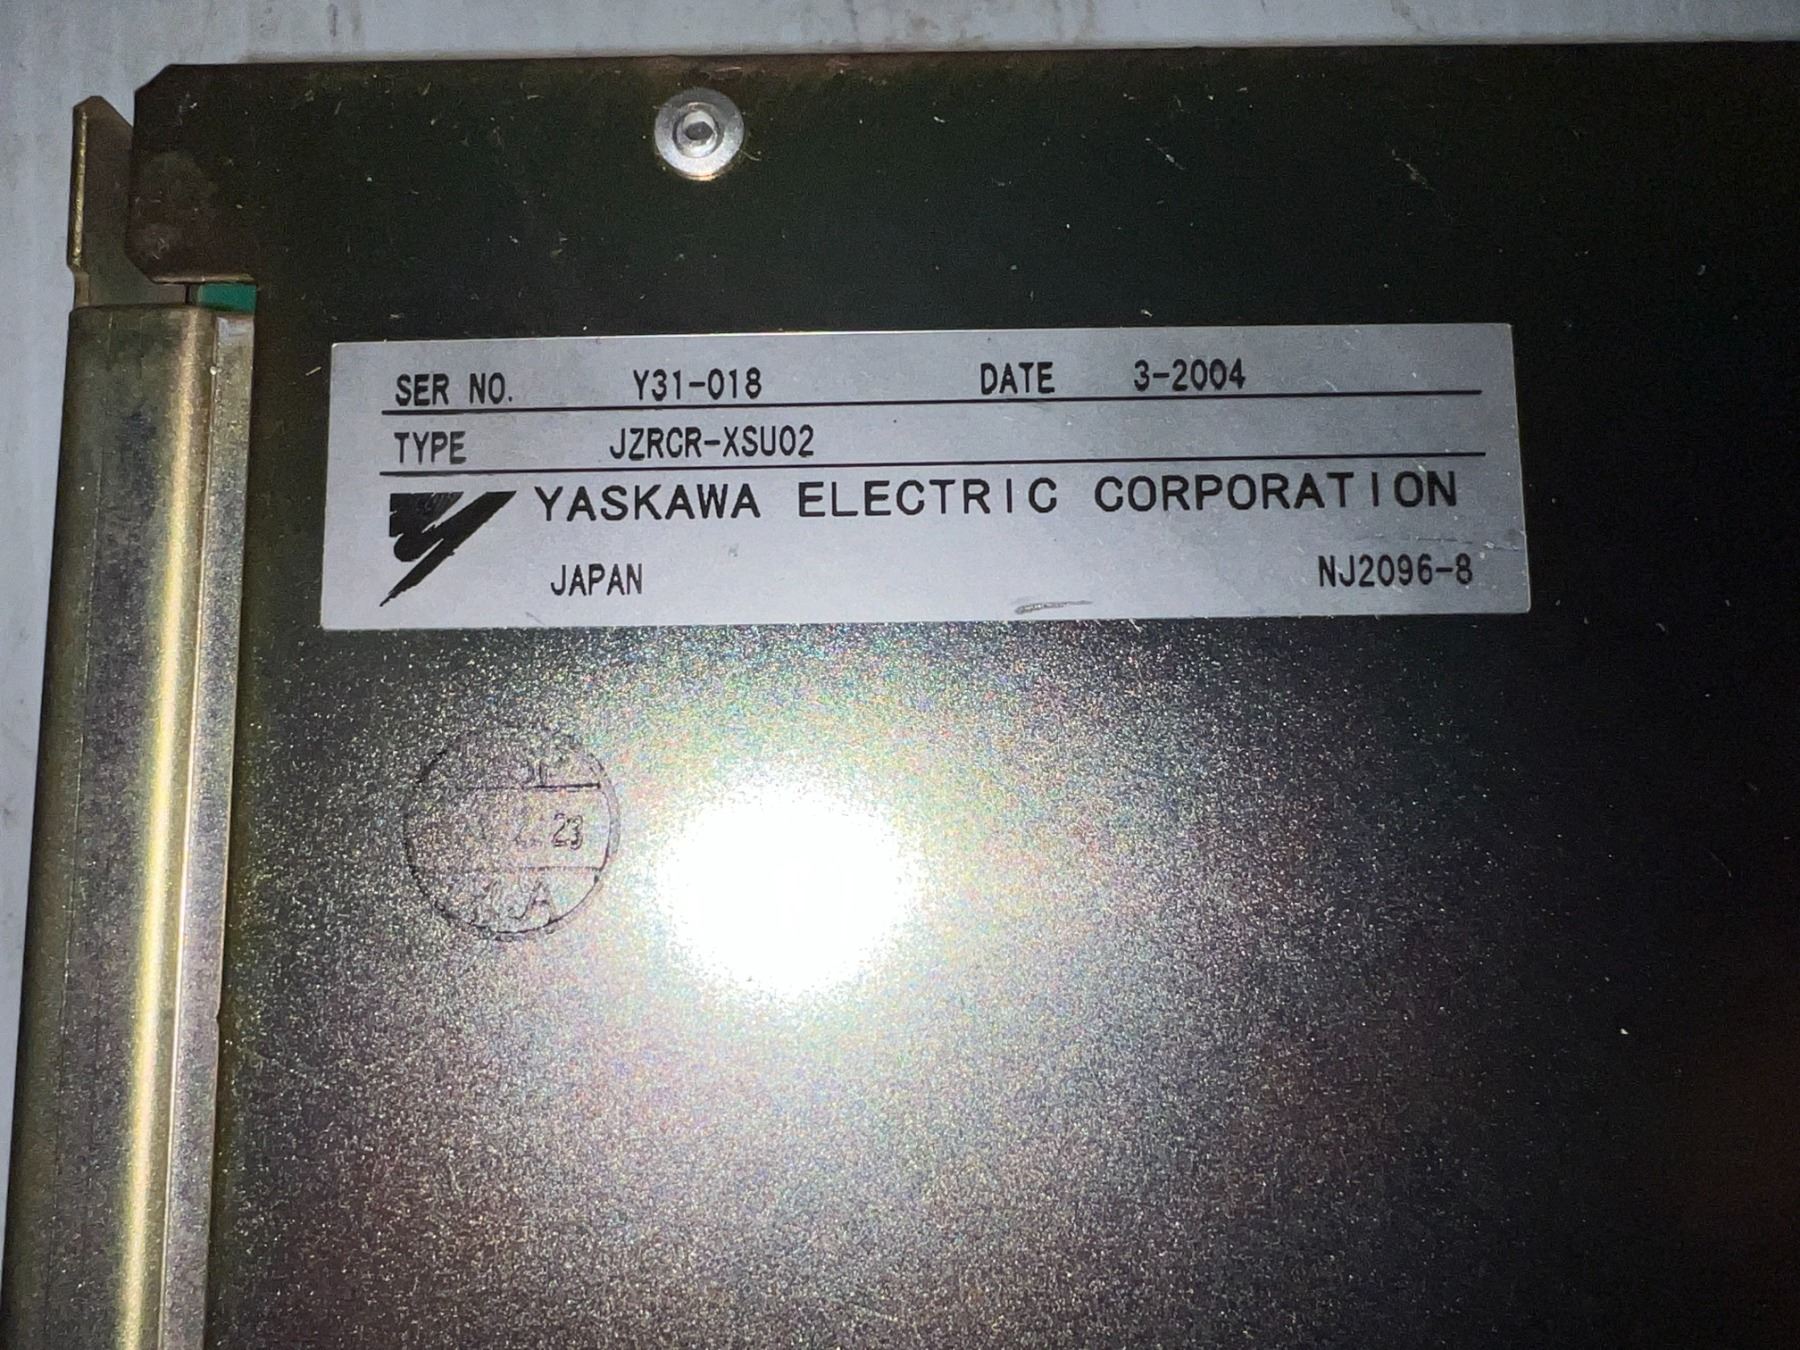 SER NO. Y31-018 DATE 3-2004
TYPE JZRCR-XSU02
YASKAWA ELECTRIC CORPORATION
JAPAN NJ2096-8
23